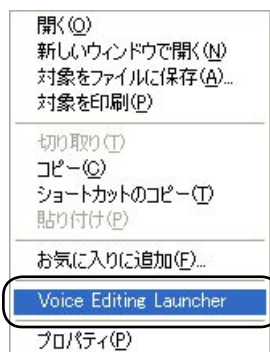 開く(O)
新しいウィンドウで開く(N)
対象をファイルに保存(A)...
対象を印刷(P)
切り取り(T)
コピー(C)
ショートカットのコピー(T)
貼り付け(P)
お気に入りに追加(F)...
Voice Editing Launcher
プロパティ(P)